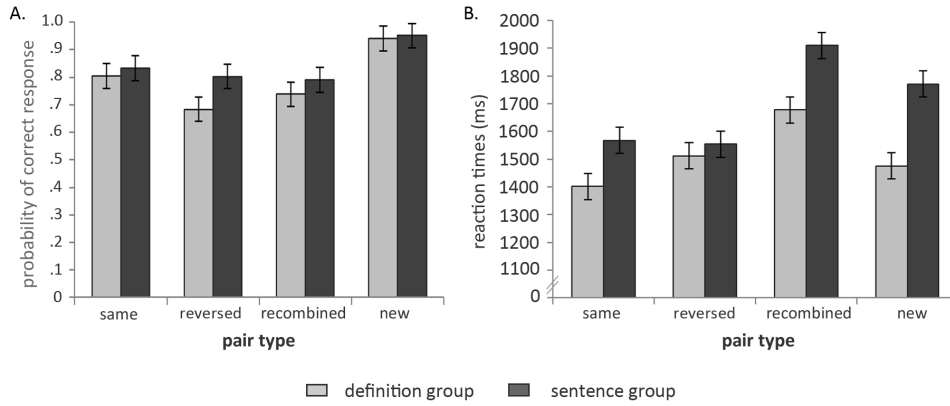 A.
probability of correct response
1.0
.9
.8
.7
.6
.5
.4
.3
.2
.1
0
same reversed recombined new
pair type
B.
reaction times (ms)
2000
1900
1800
1700
1600
1500
1400
1300
1200
1100
0
same reversed recombined new
pair type
definition group sentence group